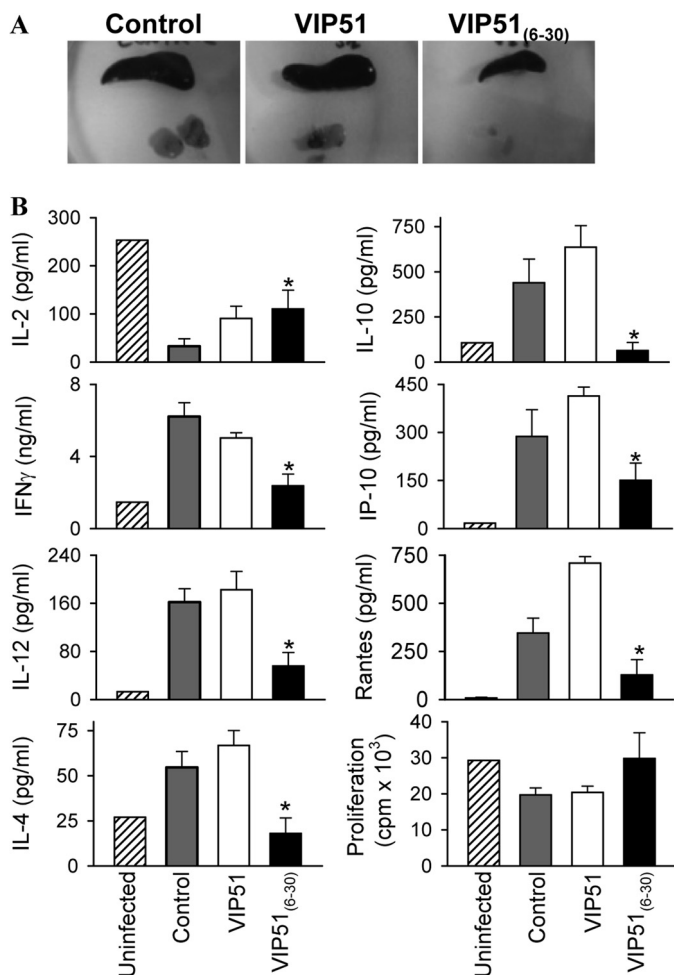 A
Control VIP51 VIP51(6-30)
B
IL-2 (pg/ml)
300
200
100
0
*
IL-10 (pg/ml)
750
500
250
0
*
IFNγ (ng/ml)
8
4
0
*
IP-10 (pg/ml)
450
300
150
0
*
IL-12 (pg/ml)
240
160
80
0
*
Rantes (pg/ml)
750
500
250
0
*
IL-4 (pg/ml)
75
50
25
0
*
Proliferation
(cpm x 10³)
40
30
20
10
0
Uninfected
Control
VIP51
VIP51(6-30)
Uninfected
Control
VIP51
VIP51(6-30)